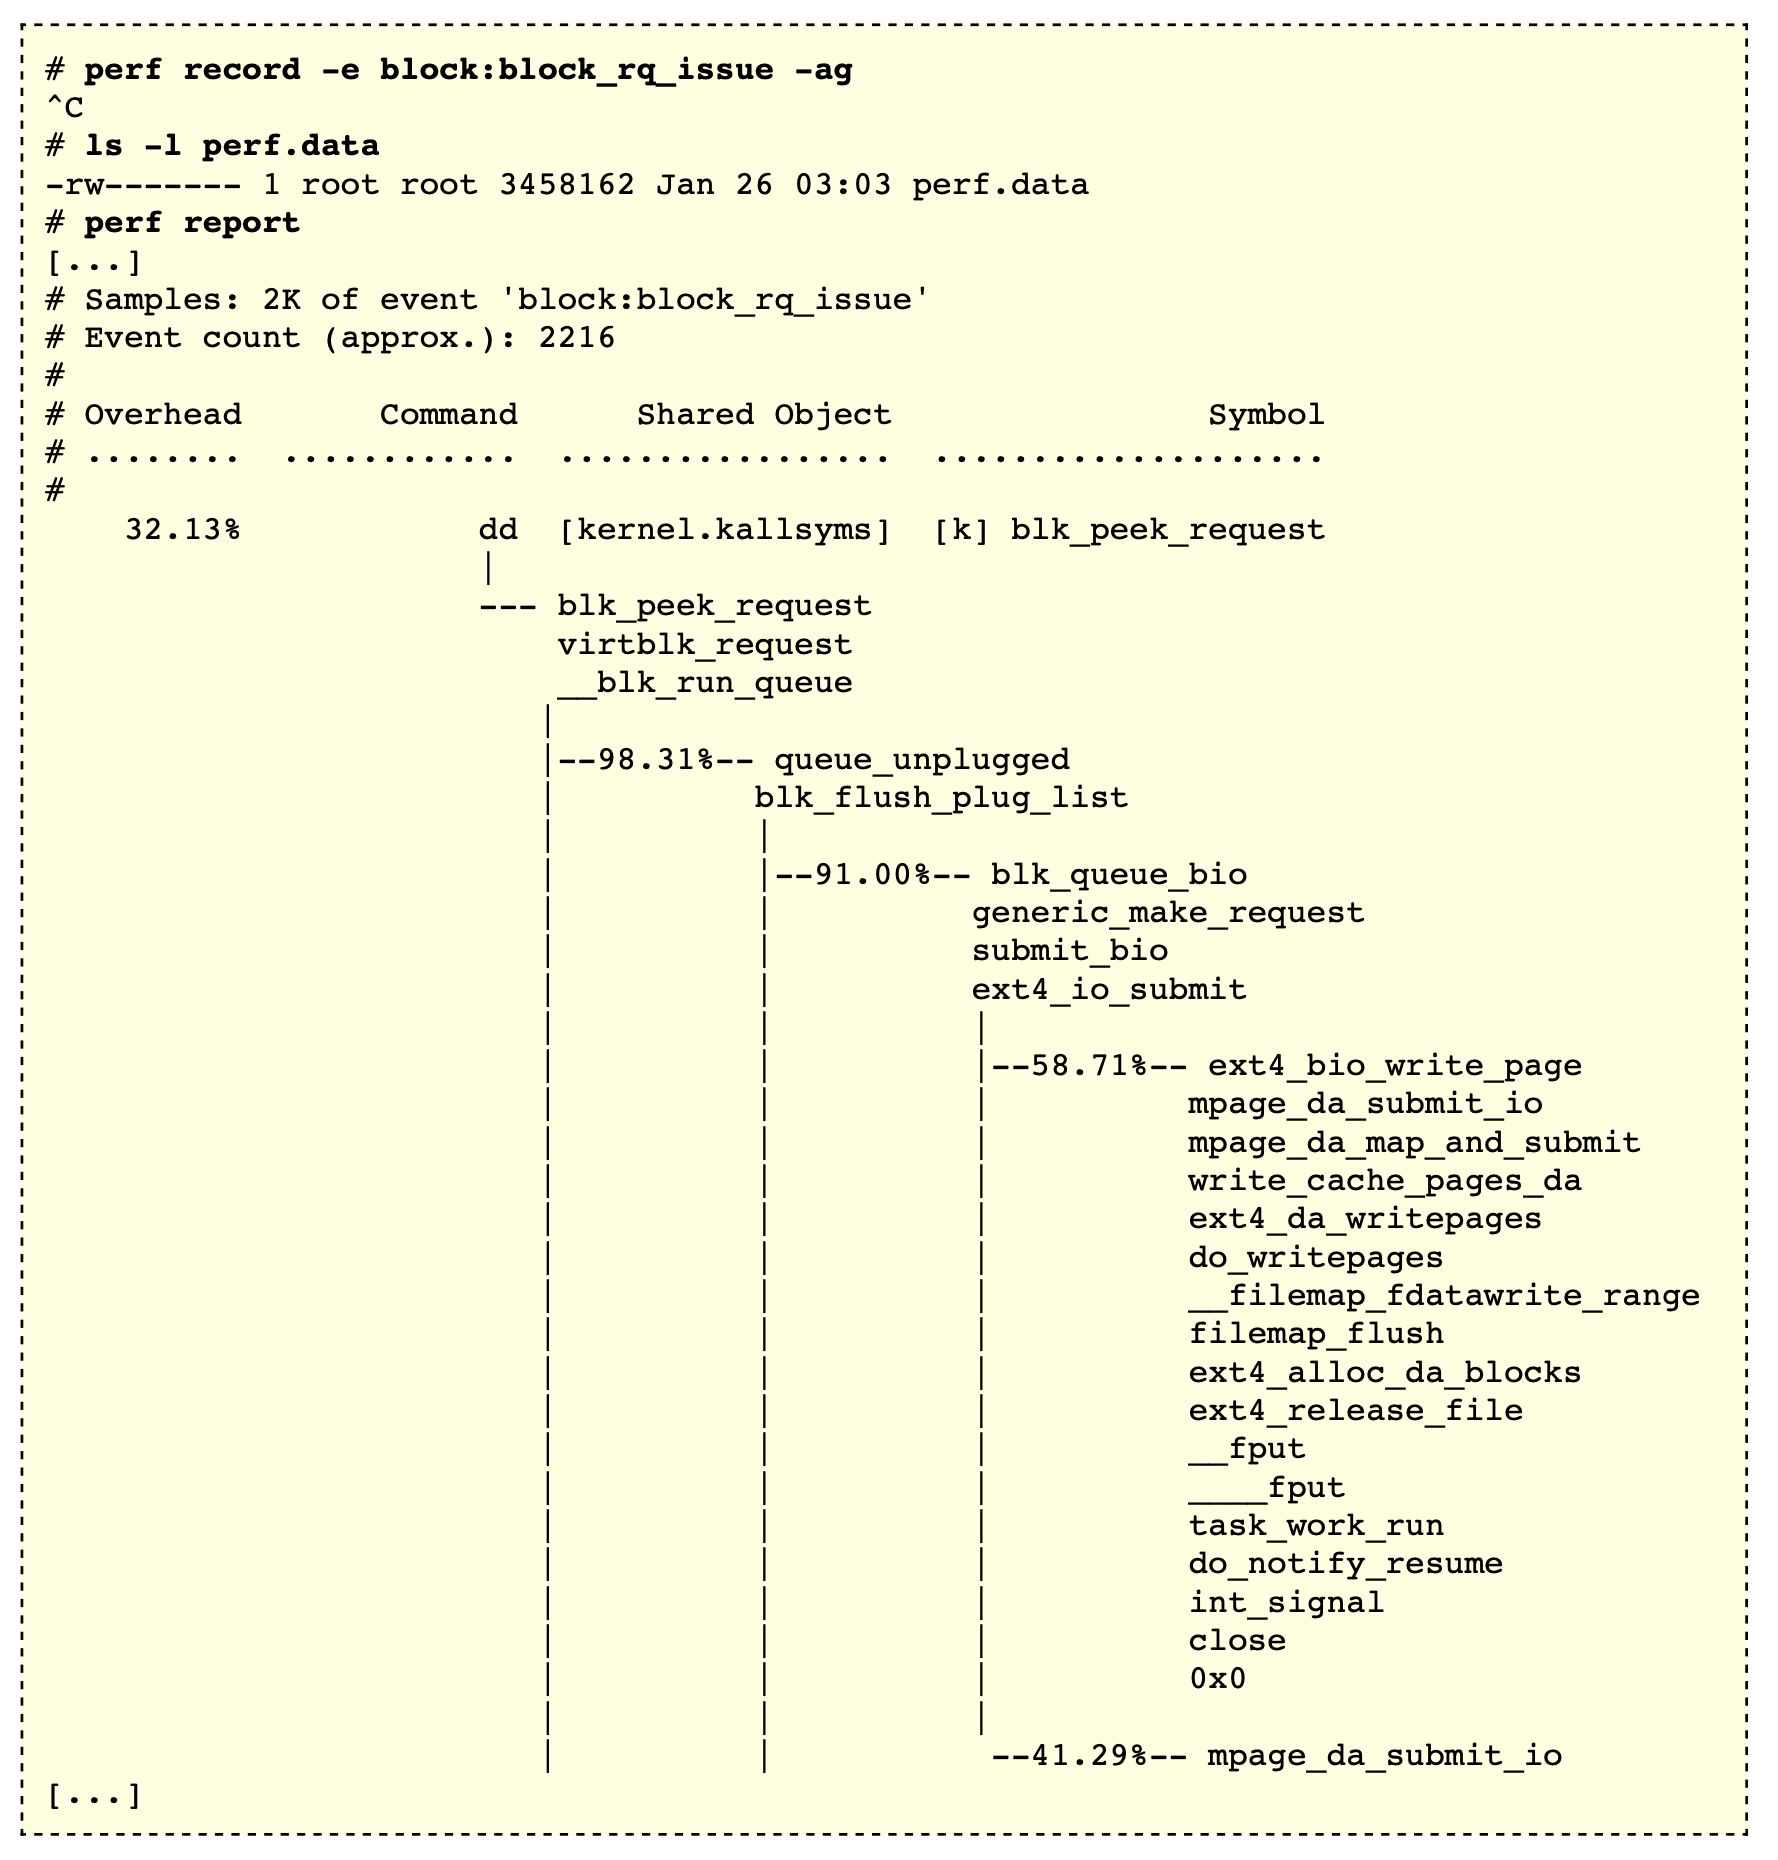 # perf record -e block:block_rq_issue -ag
^C
# ls -l perf.data
-rw------- 1 root root 3458162 Jan 26 03:03 perf.data
# perf report
[...]
# Samples: 2K of event 'block:block_rq_issue'
# Event count (approx.): 2216
#
# Overhead       Command      Shared Object                Symbol
# ........  ............  .................  ....................
#
    32.13%            dd  [kernel.kallsyms]  [k] blk_peek_request
                      |
                      --- blk_peek_request
                          virtblk_request
                          __blk_run_queue
                         |
                         |--98.31%-- queue_unplugged
                         |          blk_flush_plug_list
                         |          |
                         |          |--91.00%-- blk_queue_bio
                         |          |          generic_make_request
                         |          |          submit_bio
                         |          |          ext4_io_submit
                         |          |          |
                         |          |          |--58.71%-- ext4_bio_write_page
                         |          |          |          mpage_da_submit_io
                         |          |          |          mpage_da_map_and_submit
                         |          |          |          write_cache_pages_da
                         |          |          |          ext4_da_writepages
                         |          |          |          do_writepages
                         |          |          |          __filemap_fdatawrite_range
                         |          |          |          filemap_flush
                         |          |          |          ext4_alloc_da_blocks
                         |          |          |          ext4_release_file
                         |          |          |          __fput
                         |          |          |          ____fput
                         |          |          |          task_work_run
                         |          |          |          do_notify_resume
                         |          |          |          int_signal
                         |          |          |          close
                         |          |          |          0x0
                         |          |          |
                         |          |           --41.29%-- mpage_da_submit_io
[...]